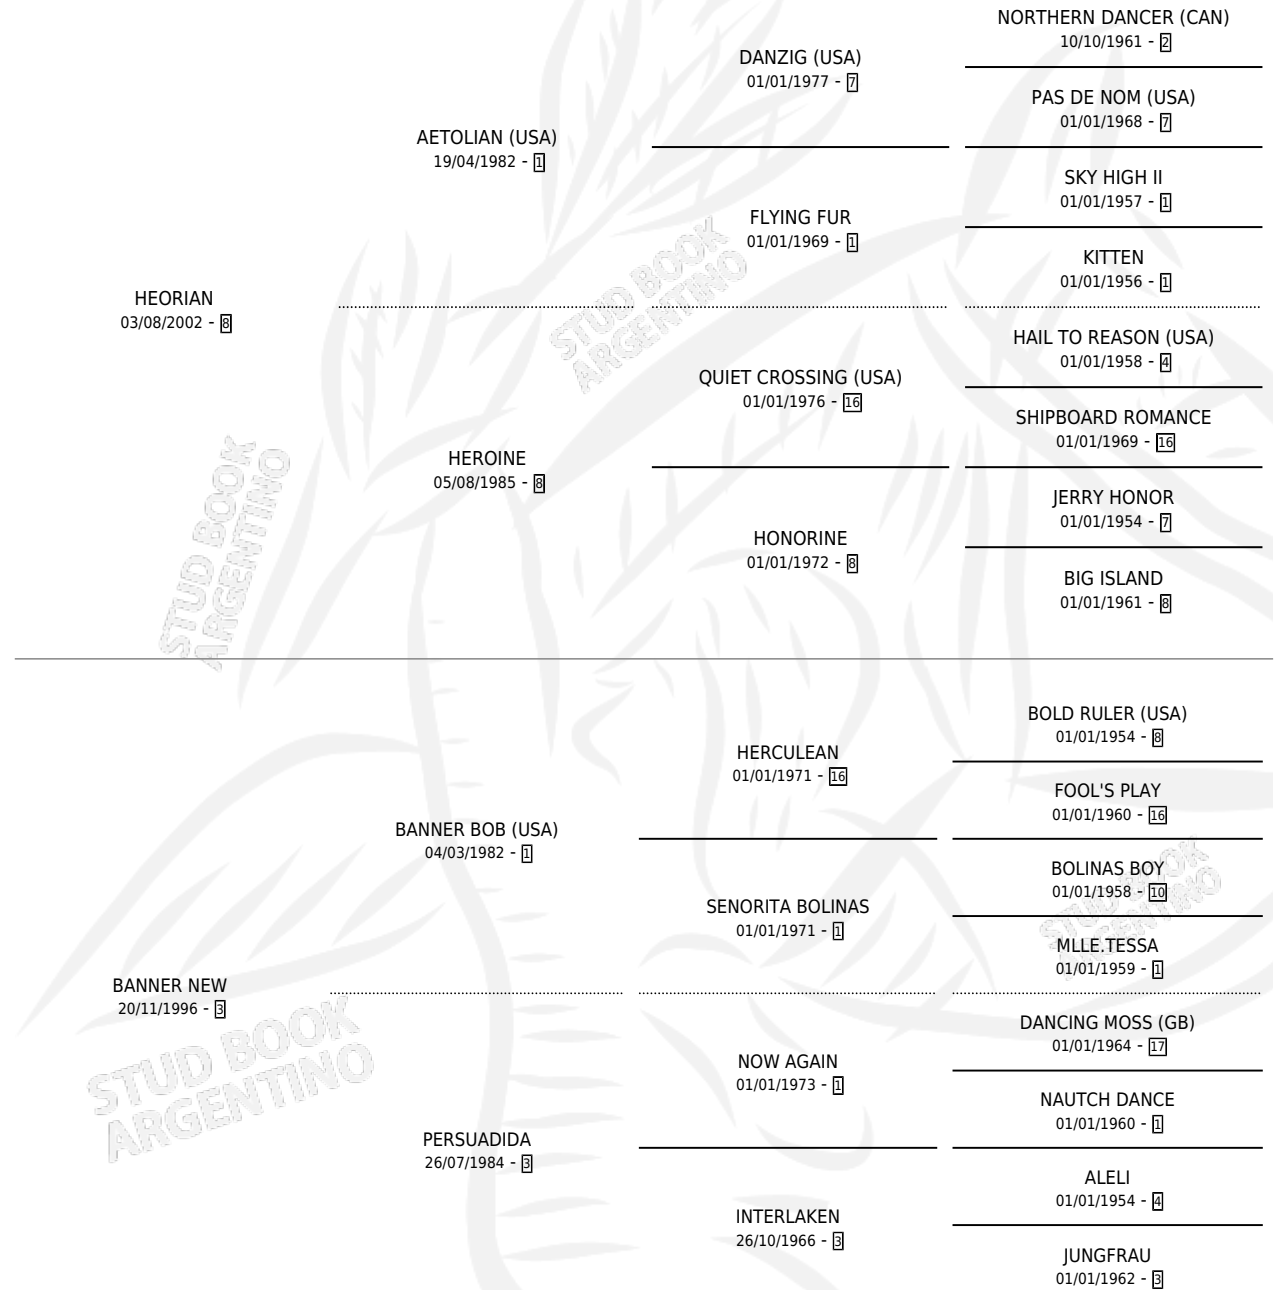 NORTHERN DANCER (CAN)
10/10/1961 - 2
DANZIG (USA)
01/01/1977 - 7
PAS DE NOM (USA)
01/01/1968 - 7
AETOLIAN (USA)
19/04/1982 - 1
SKY HIGH II
01/01/1957 - 1
FLYING FUR
01/01/1969 - 1
KITTEN
01/01/1956 - 1
HEORIAN
03/08/2002 - 8
HAIL TO REASON (USA)
01/01/1958 - 4
QUIET CROSSING (USA)
01/01/1976 - 16
SHIPBOARD ROMANCE
01/01/1969 - 16
HEROINE
05/08/1985 - 8
JERRY HONOR
01/01/1954 - 7
HONORINE
01/01/1972 - 8
BIG ISLAND
01/01/1961 - 8
BOLD RULER (USA)
01/01/1954 - 8
HERCULEAN
01/01/1971 - 16
FOOL'S PLAY
01/01/1960 - 16
BANNER BOB (USA)
04/03/1982 - 1
BOLINAS BOY
01/01/1958 - 10
SENORITA BOLINAS
01/01/1971 - 1
MLLE.TESSA
01/01/1959 - 1
BANNER NEW
20/11/1996 - 3
DANCING MOSS (GB)
01/01/1964 - 17
NOW AGAIN
01/01/1973 - 1
NAUTCH DANCE
01/01/1960 - 1
PERSUADIDA
26/07/1984 - 3
ALELI
01/01/1954 - 4
INTERLAKEN
26/10/1966 - 3
JUNGFRAU
01/01/1962 - 3
STUD BOOK
ARGENTINO
STUD BOOK
ARGENTINO
STUD BOOK
ARGENTINO
STUD BOOK
ARGENTINO